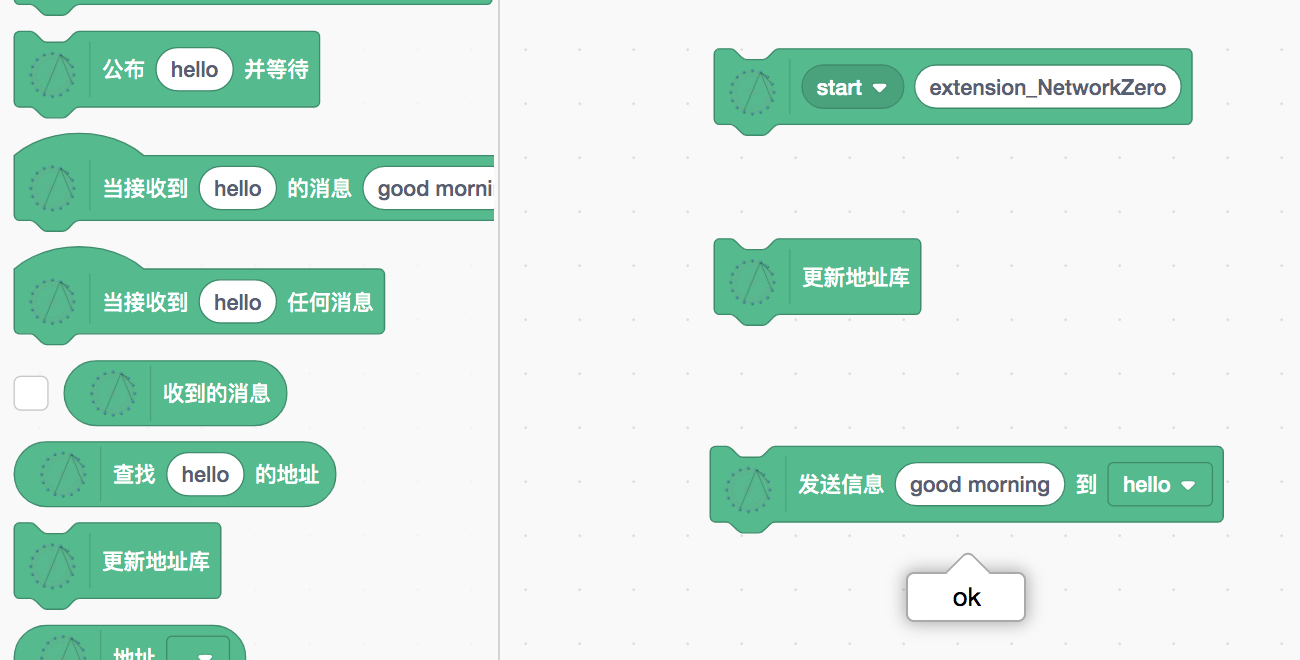 公布 hello 并等待
当接收到 hello 的消息 good morni
当接收到 hello 任何消息
收到的消息
查找 hello 的地址
更新地址库
地址
start extension_NetworkZero
更新地址库
发送信息 good morning 到 hello
ok